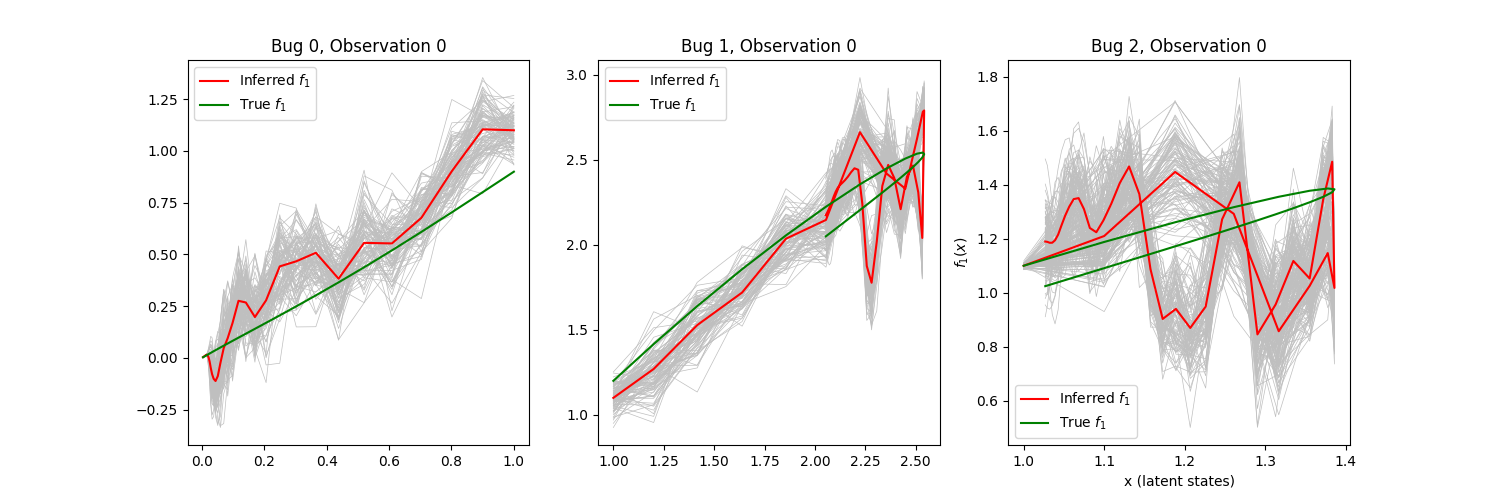 Bug 0, Observation 0
Inferred f₁
True f₁
1.25
1.00
0.75
0.50
0.25
0.00
−0.25
0.0 0.2 0.4 0.6 0.8 1.0
Bug 1, Observation 0
Inferred f₁
True f₁
3.0
2.5
2.0
1.5
1.0
1.00 1.25 1.50 1.75 2.00 2.25 2.50
Bug 2, Observation 0
f₁(x)
1.8
1.6
1.4
1.2
1.0
0.8
0.6
Inferred f₁
True f₁
1.0 1.1 1.2 1.3 1.4
x (latent states)